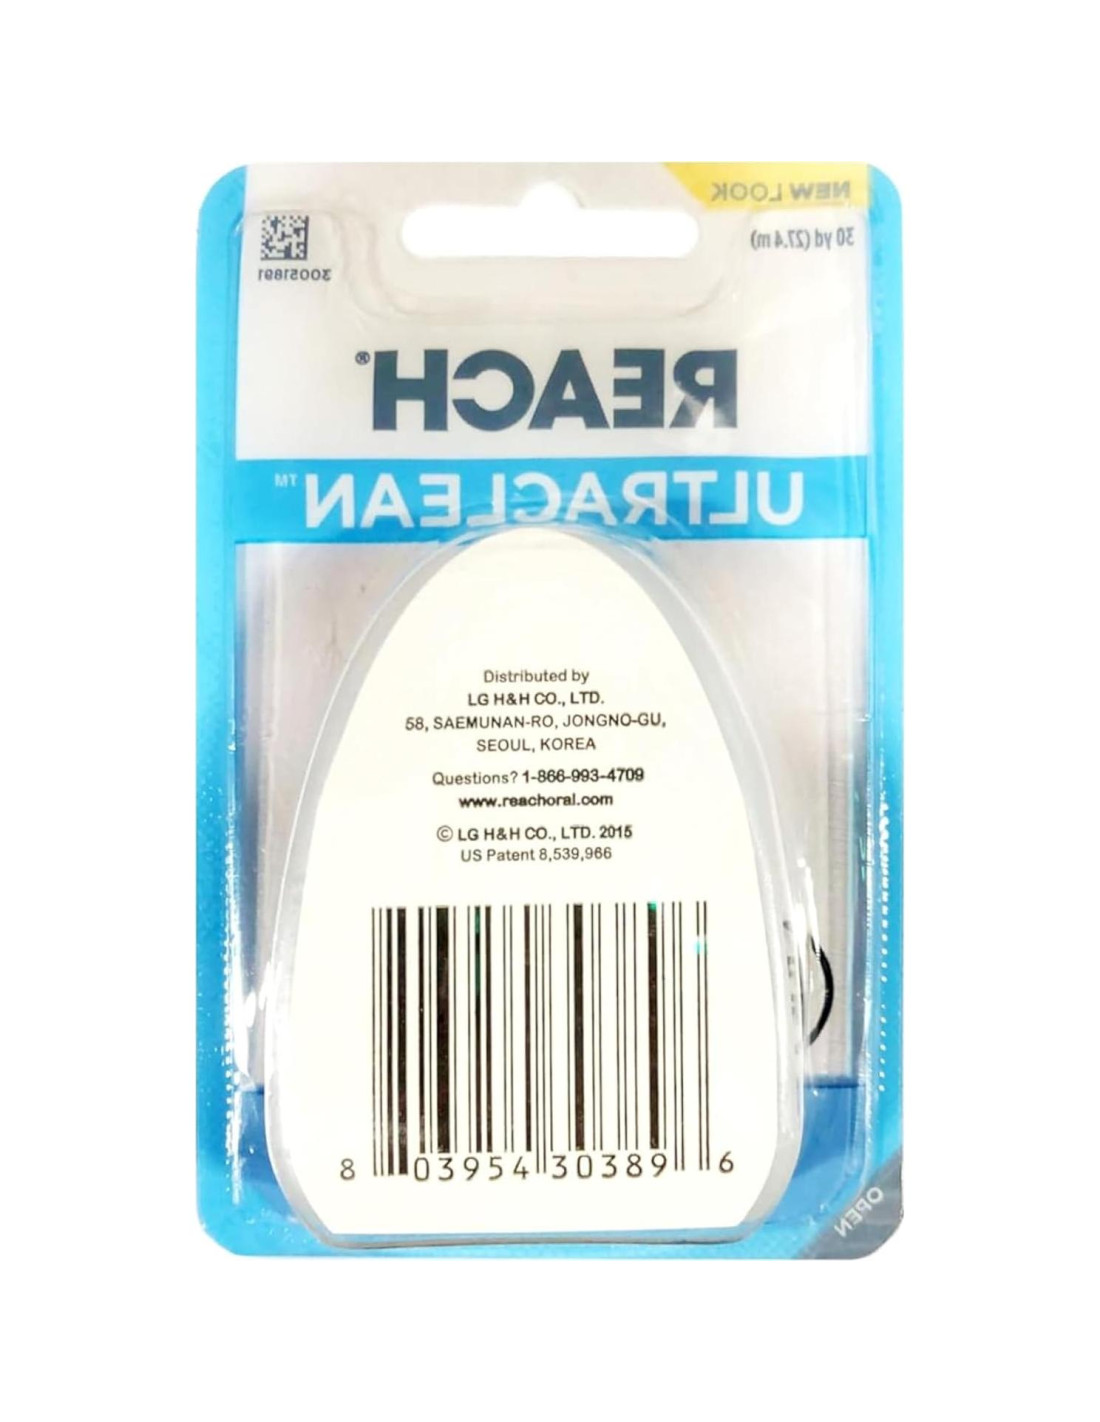 NEW LOOK
30 yd (27.4 m)
30051891
REACH®
ULTRACLEAN™
Distributed by
LG H&H CO., LTD.
58, SAEMUNAN-RO, JONGNO-GU,
SEOUL, KOREA
Questions? 1-866-993-4709
www.reachoral.com
© LG H&H CO., LTD. 2015
US Patent 8,539,966
8 03954 30389 6
OPEN